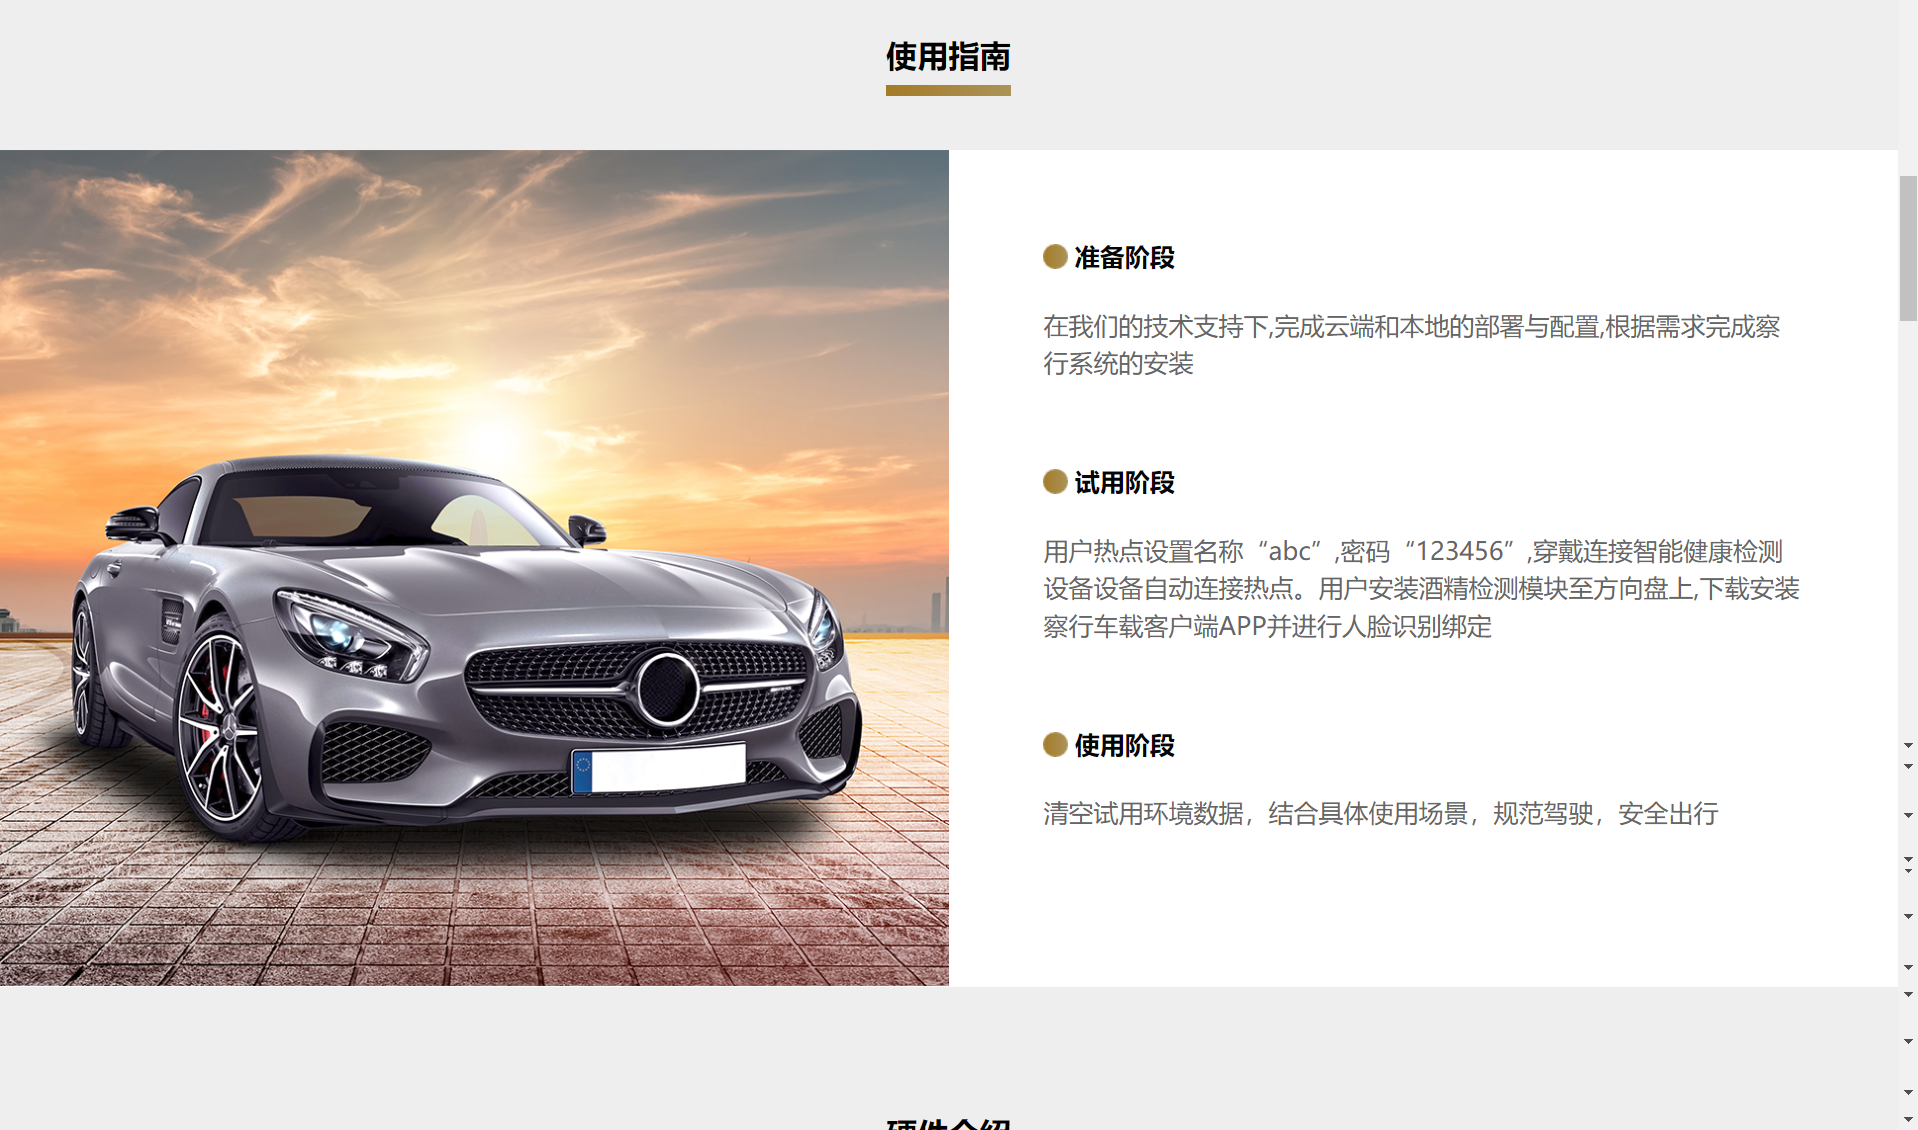 使用指南
准备阶段
在我们的技术支持下,完成云端和本地的部署与配置,根据需求完成察
行系统的安装
试用阶段
用户热点设置名称“abc”,密码“123456”,穿戴连接智能健康检测
设备设备自动连接热点。用户安装酒精检测模块至方向盘上,下载安装
察行车载客户端APP并进行人脸识别绑定
使用阶段
清空试用环境数据，结合具体使用场景，规范驾驶，安全出行
硬件介绍